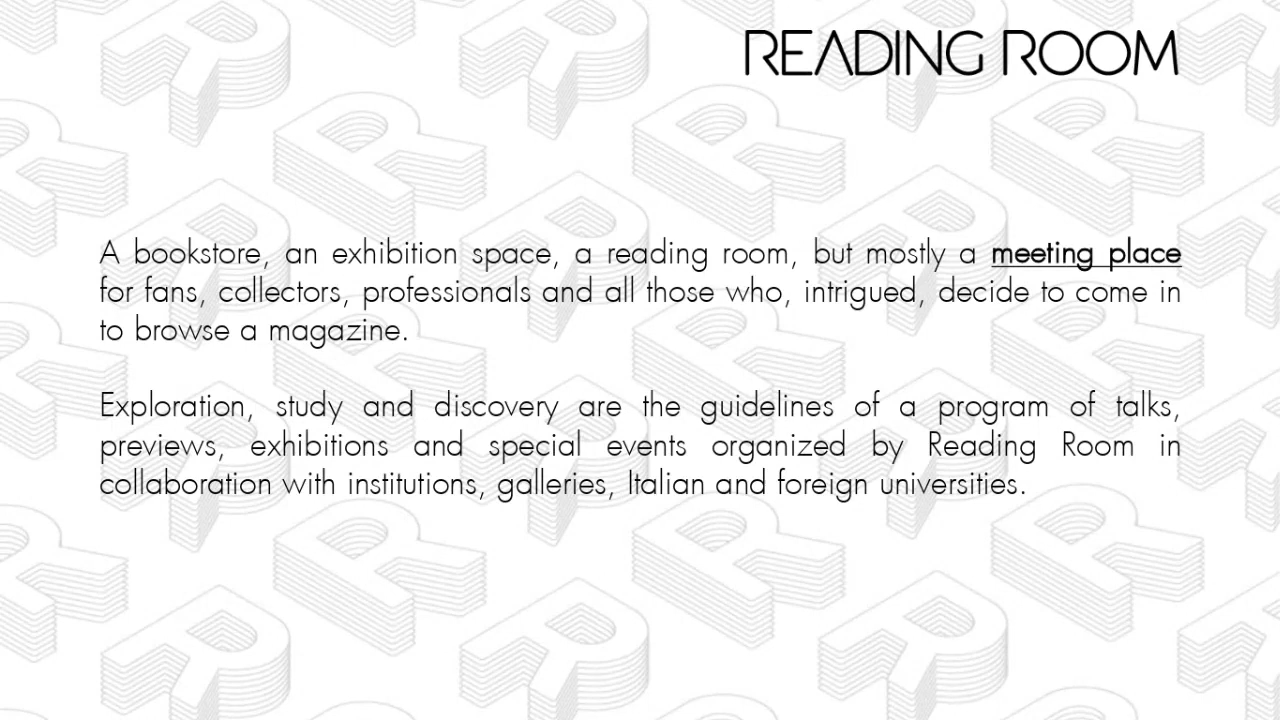 READING ROOM
A bookstore, an exhibition space, a reading room, but mostly a meeting place
for fans, collectors, professionals and all those who, intrigued, decide to come in
to browse a magazine.
Exploration, study and discovery are the guidelines of a program of talks,
previews, exhibitions and special events organized by Reading Room in
collaboration with institutions, galleries, Italian and foreign universities.